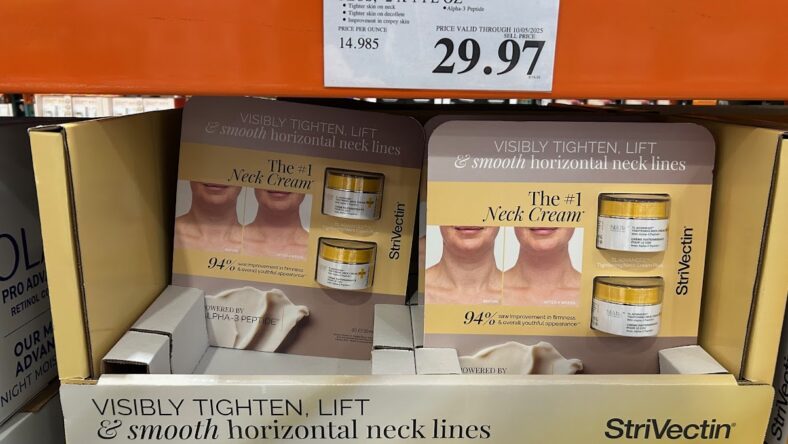 • Tighter skin on neck
• Tighter skin on decollete
• Improvement in crepey skin
• Alpha-3 Peptide
PRICE PER OUNCE
14.985
PRICE VALID THROUGH 10/05/2025
SELL PRICE
29.97
VISIBLY TIGHTEN, LIFT
& smooth horizontal neck lines
The #1
Neck Cream
94% saw improvement in firmness
& overall youthful appearance
POWERED BY
ALPHA-3 PEPTIDE
StriVectin
VISIBLY TIGHTEN, LIFT
& smooth horizontal neck lines
The #1
Neck Cream
94% saw improvement in firmness
& overall youthful appearance
POWERED BY
StriVectin
PRO ADV
RETINOL
OUR M
ADVAN
NIGHT MOIS
VISIBLY TIGHTEN, LIFT
& smooth horizontal neck lines
StriVectin®